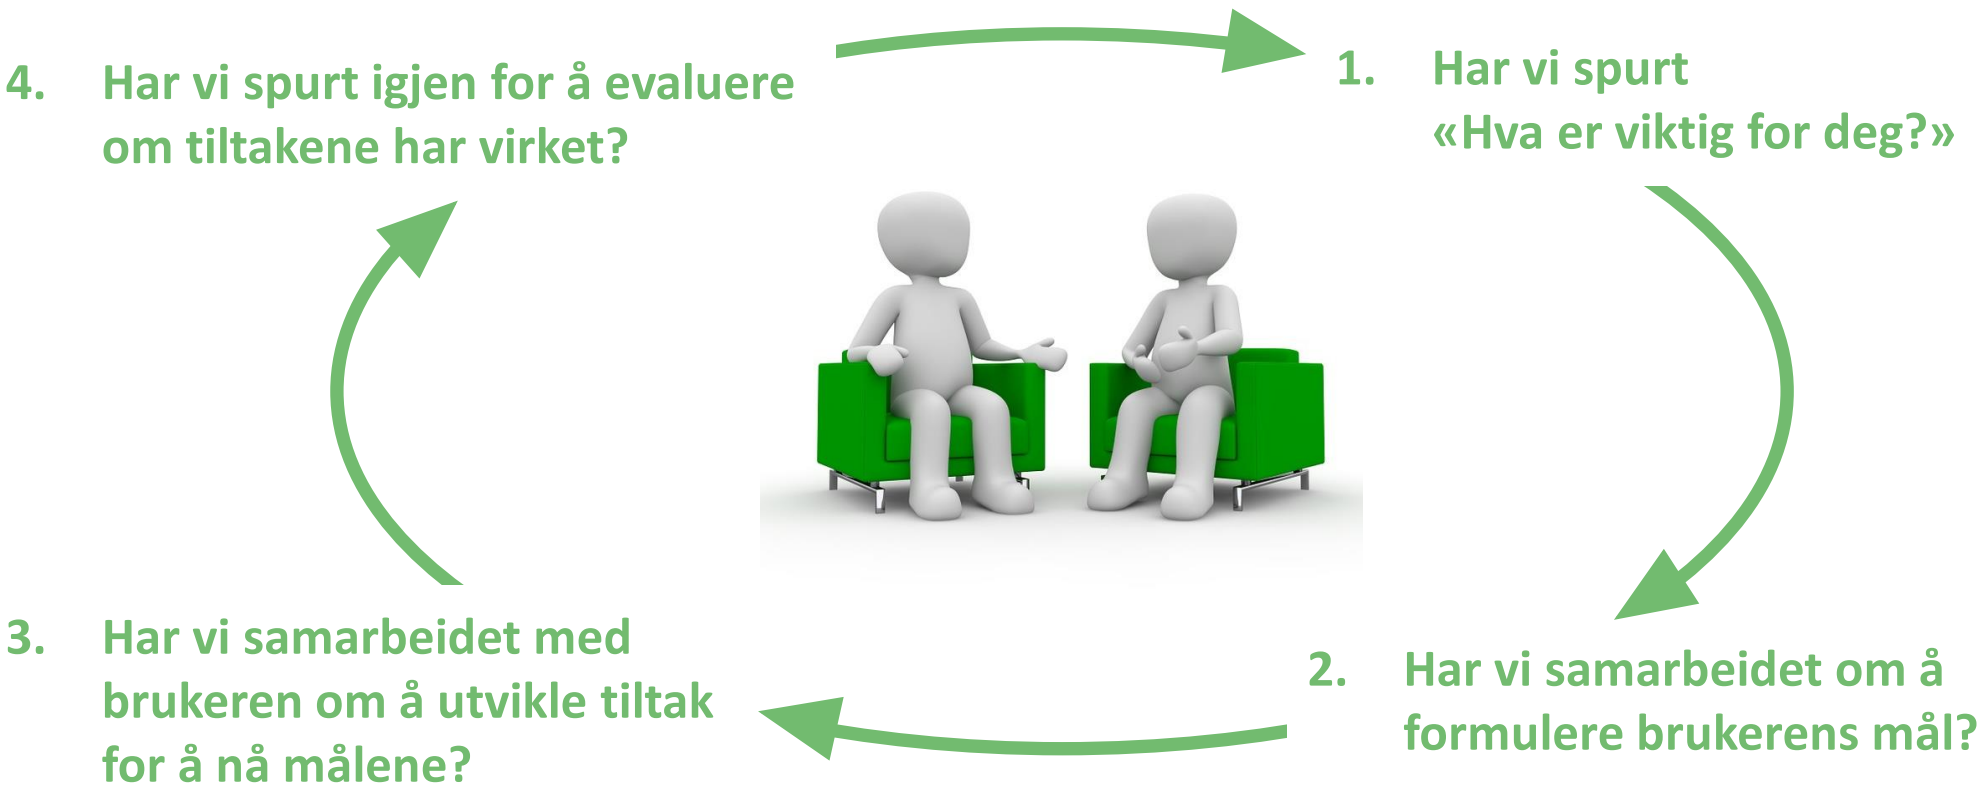 1. Har vi spurt
«Hva er viktig for deg?»
2. Har vi samarbeidet om å
formulere brukerens mål?
3. Har vi samarbeidet med
brukeren om å utvikle tiltak
for å nå målene?
4. Har vi spurt igjen for å evaluere
om tiltakene har virket?